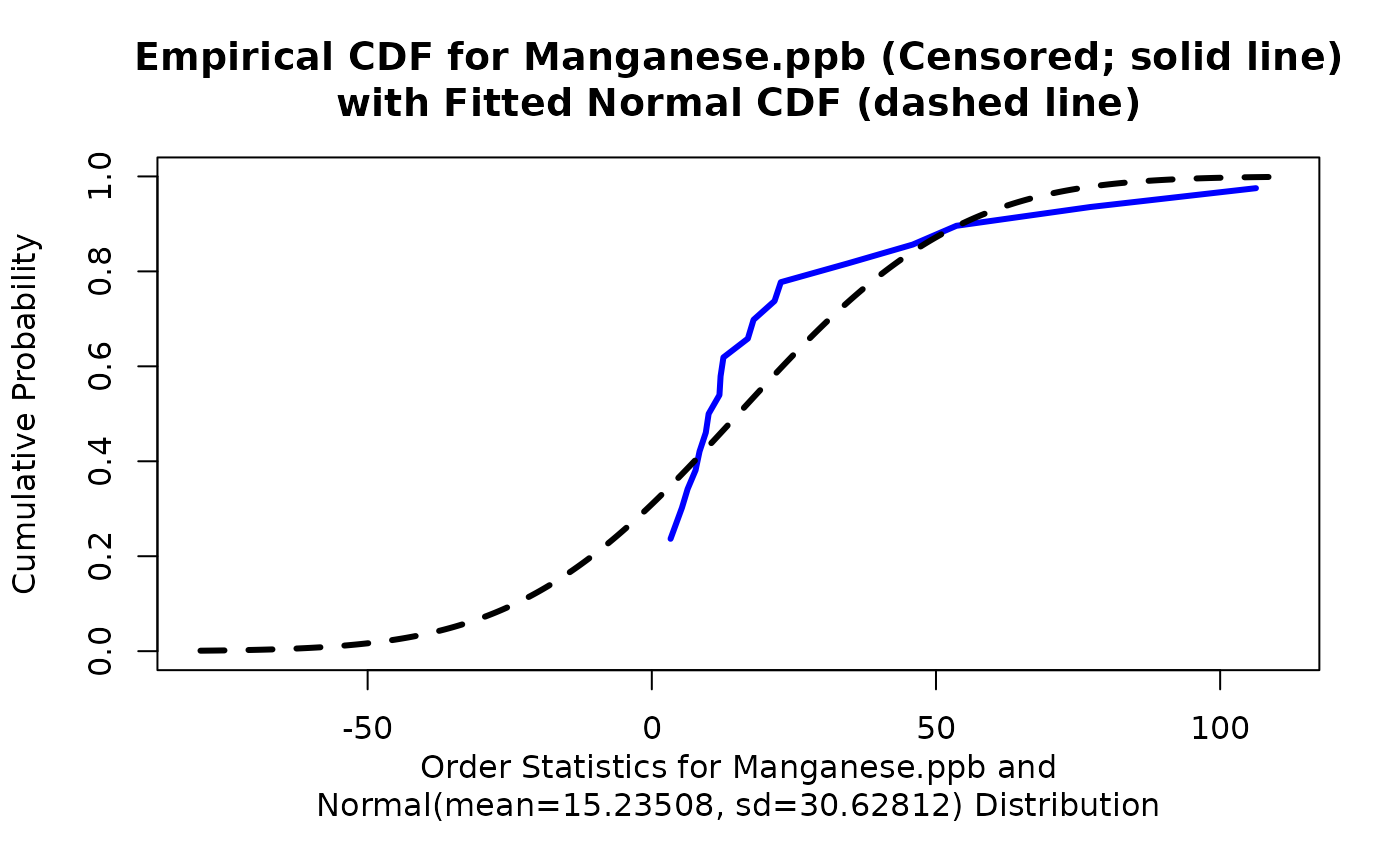 Empirical CDF for Manganese.ppb (Censored; solid line)
with Fitted Normal CDF (dashed line)
Cumulative Probability
1.0
0.8
0.6
0.4
0.2
0.0
-50 0 50 100
Order Statistics for Manganese.ppb and
Normal(mean=15.23508, sd=30.62812) Distribution